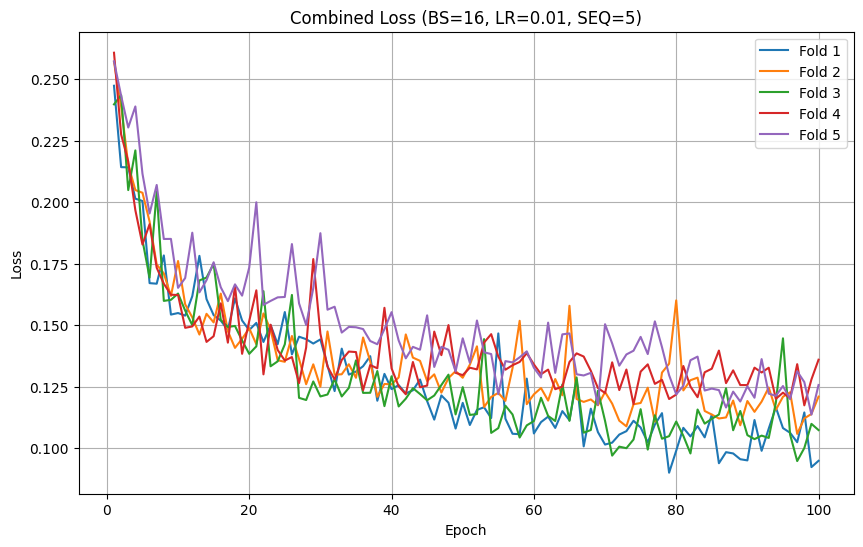 Combined Loss (BS=16, LR=0.01, SEQ=5)
Fold 1
Fold 2
Fold 3
Fold 4
Fold 5
0.250
0.225
0.200
0.175
0.150
0.125
0.100
Loss
0 20 40 60 80 100
Epoch